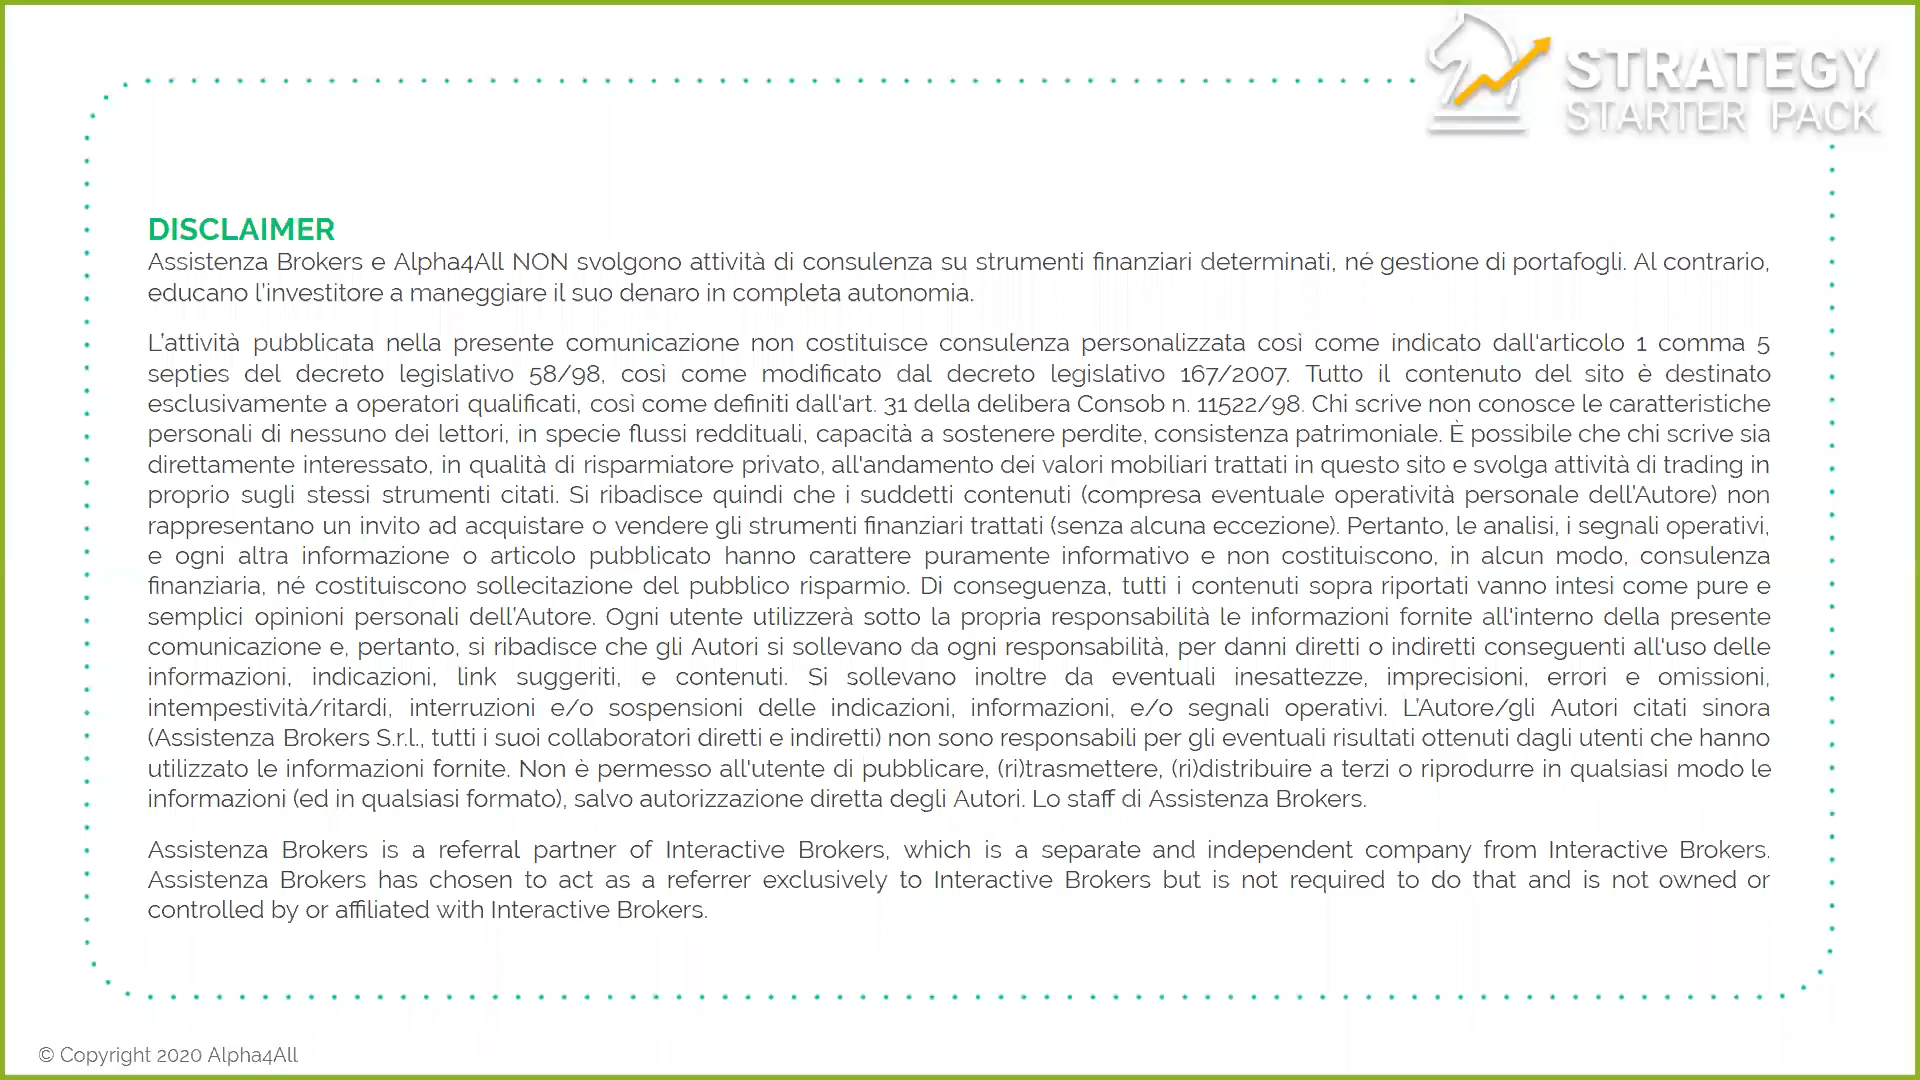 STRATEGY
STARTER PACK
DISCLAIMER
Assistenza Brokers e Alpha4All NON svolgono attività di consulenza su strumenti finanziari determinati, né gestione di portafogli. Al contrario,
educano l'investitore a maneggiare il suo denaro in completa autonomia.
L'attività pubblicata nella presente comunicazione non costituisce consulenza personalizzata così come indicato dall'articolo 1 comma 5
septies del decreto legislativo 58/98, così come modificato dal decreto legislativo 167/2007. Tutto il contenuto del sito è destinato
esclusivamente a operatori qualificati, così come definiti dall'art. 31 della delibera Consob n. 11522/98. Chi scrive non conosce le caratteristiche
personali di nessuno dei lettori, in specie flussi reddituali, capacità a sostenere perdite, consistenza patrimoniale. È possibile che chi scrive sia
direttamente interessato, in qualità di risparmiatore privato, all'andamento dei valori mobiliari trattati in questo sito e svolga attività di trading in
proprio sugli stessi strumenti citati. Si ribadisce quindi che i suddetti contenuti (compresa eventuale operatività personale dell'Autore) non
rappresentano un invito ad acquistare o vendere gli strumenti finanziari trattati (senza alcuna eccezione). Pertanto, le analisi, i segnali operativi,
e ogni altra informazione o articolo pubblicato hanno carattere puramente informativo e non costituiscono, in alcun modo, consulenza
finanziaria, né costituiscono sollecitazione del pubblico risparmio. Di conseguenza, tutti i contenuti sopra riportati vanno intesi come pure e
semplici opinioni personali dell'Autore. Ogni utente utilizzerà sotto la propria responsabilità le informazioni fornite all'interno della presente
comunicazione e, pertanto, si ribadisce che gli Autori si sollevano da ogni responsabilità, per danni diretti o indiretti conseguenti all'uso delle
informazioni, indicazioni, link suggeriti, e contenuti. Si sollevano inoltre da eventuali inesattezze, imprecisioni, errori e omissioni,
intempestività/ritardi, interruzioni e/o sospensioni delle indicazioni, informazioni, e/o segnali operativi. L'Autore/gli Autori citati sinora
(Assistenza Brokers S.r.l., tutti i suoi collaboratori diretti e indiretti) non sono responsabili per gli eventuali risultati ottenuti dagli utenti che hanno
utilizzato le informazioni fornite. Non è permesso all'utente di pubblicare, (ri)trasmettere, (ri)distribuire a terzi o riprodurre in qualsiasi modo le
informazioni (ed in qualsiasi formato), salvo autorizzazione diretta degli Autori. Lo staff di Assistenza Brokers.
Assistenza Brokers is a referral partner of Interactive Brokers, which is a separate and independent company from Interactive Brokers.
Assistenza Brokers has chosen to act as a referrer exclusively to Interactive Brokers but is not required to do that and is not owned or
controlled by or affiliated with Interactive Brokers.
© Copyright 2020 Alpha4All